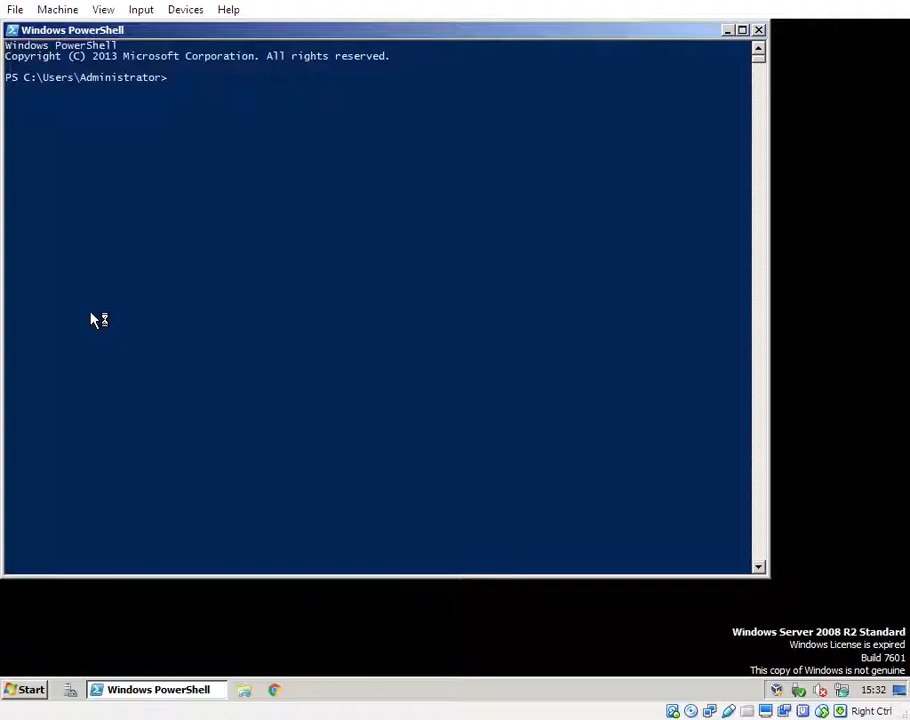 File Machine View Input Devices Help
Windows PowerShell
Windows PowerShell
Copyright (C) 2013 Microsoft Corporation. All rights reserved.
PS C:\Users\Administrator>
Windows Server 2008 R2 Standard
Windows License is expired
Build 7601
This copy of Windows is not genuine
Start Windows PowerShell 15:32
Right Ctrl